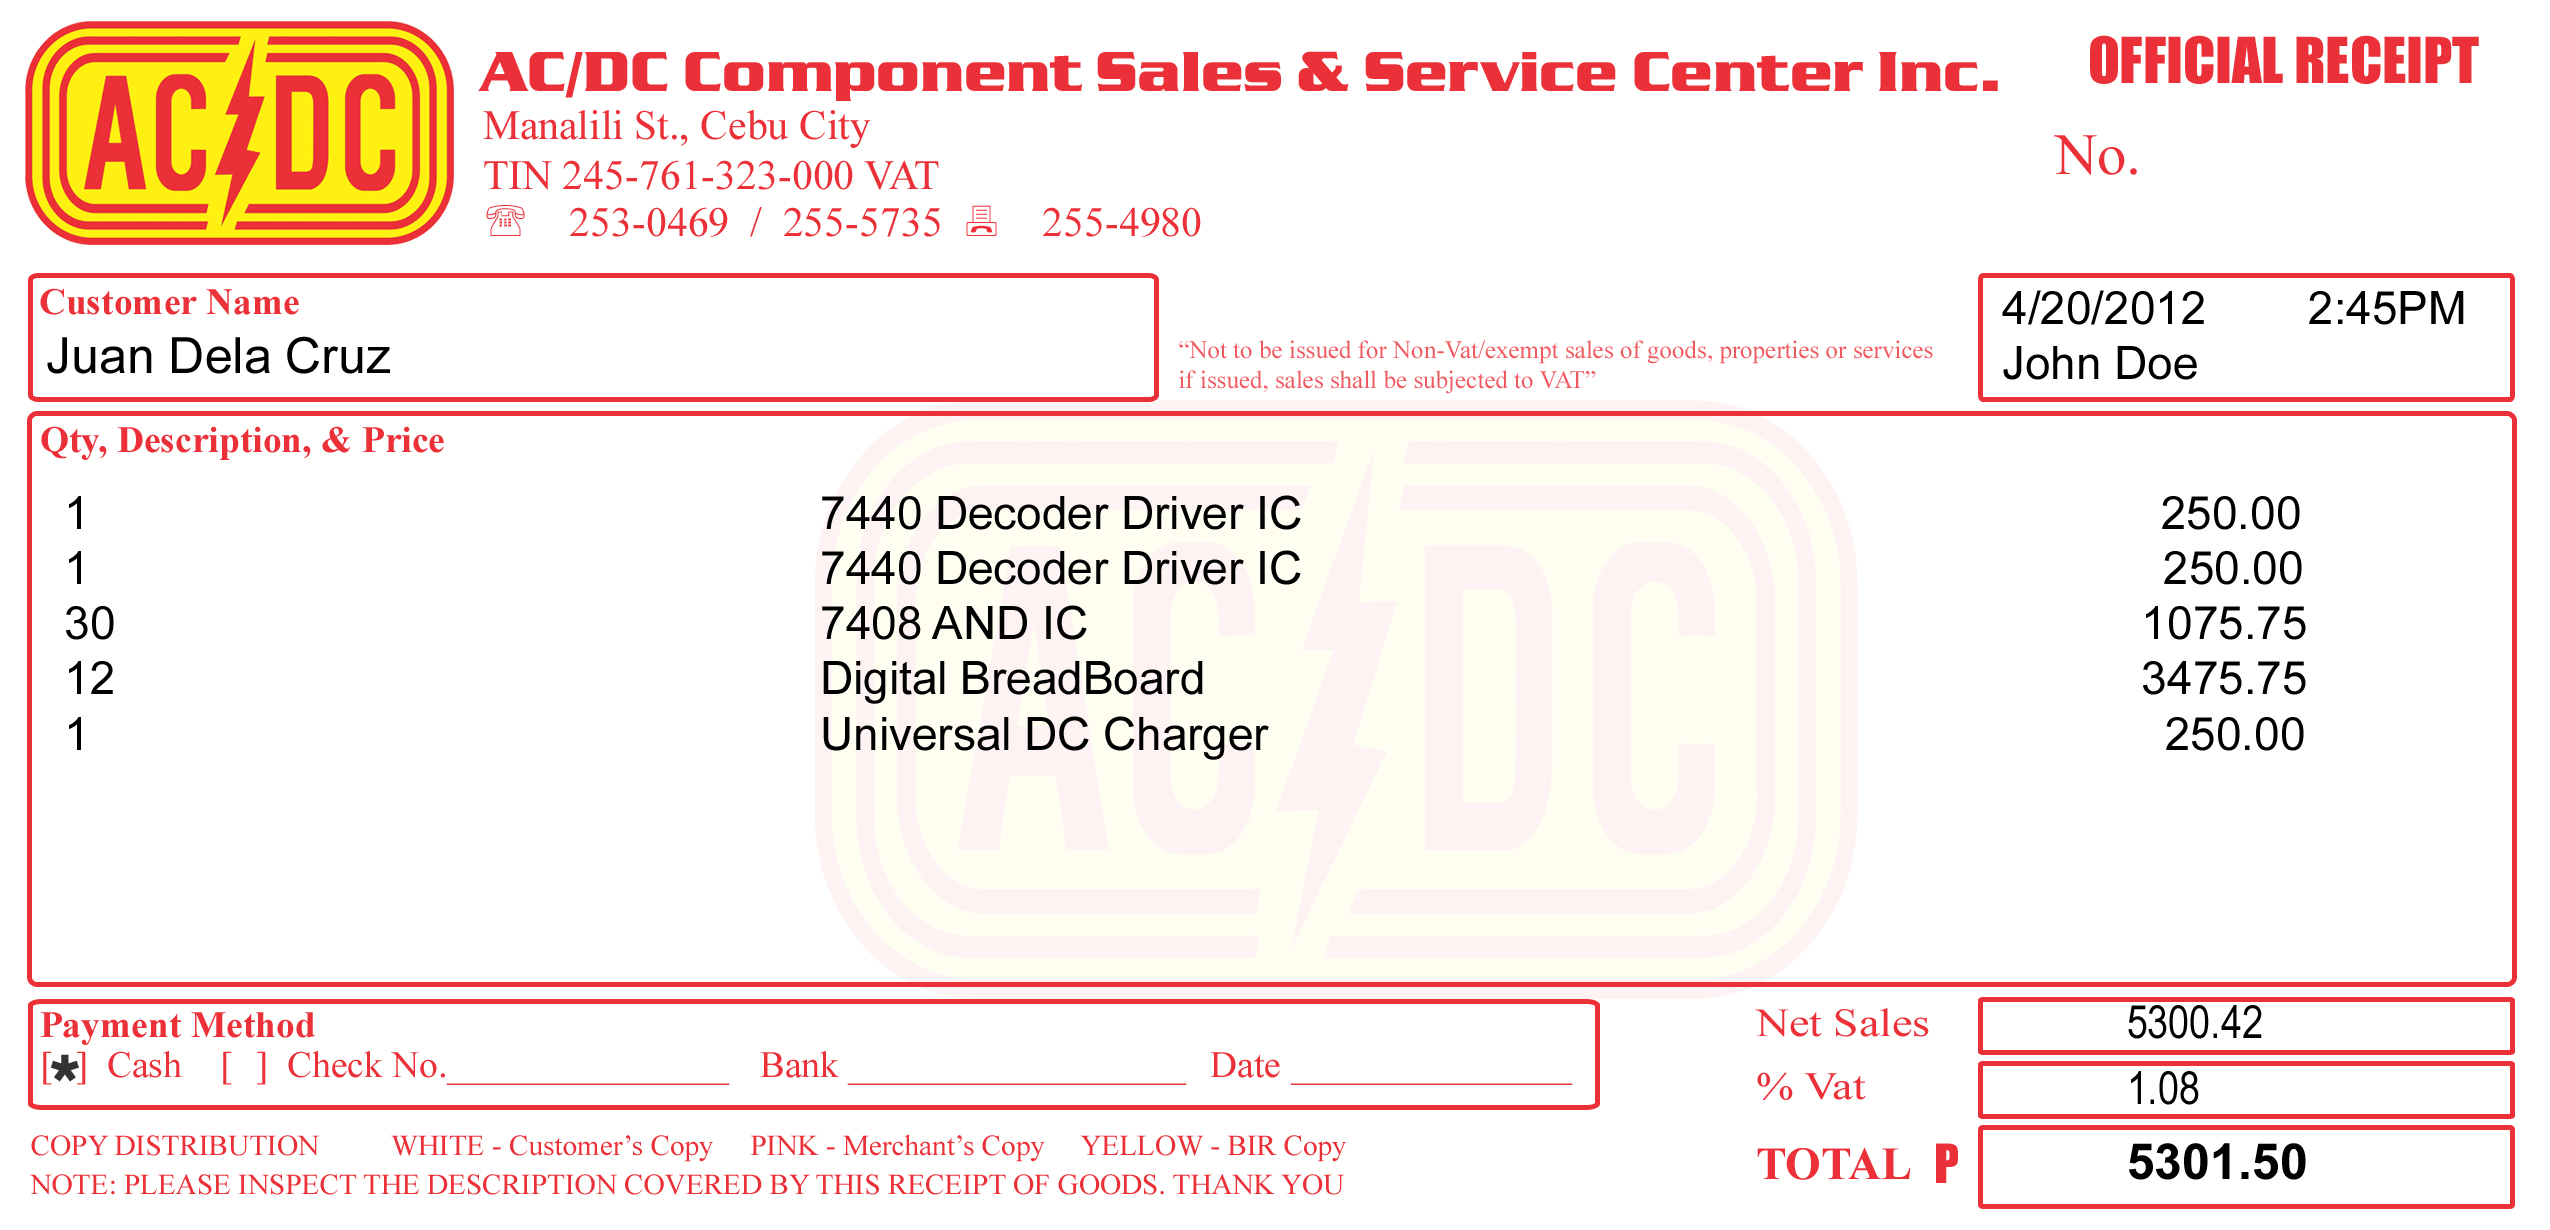 AC DC
AC/DC Component Sales & Service Center Inc.
OFFICIAL RECEIPT
Manalili St., Cebu City
No.
TIN 245-761-323-000 VAT
253-0469 / 255-5735 255-4980
Customer Name
Juan Dela Cruz
“Not to be issued for Non-Vat/exempt sales of goods, properties or services
if issued, sales shall be subjected to VAT”
4/20/2012 2:45PM
John Doe
Qty, Description, & Price
1 7440 Decoder Driver IC 250.00
1 7440 Decoder Driver IC 250.00
30 7408 AND IC 1075.75
12 Digital BreadBoard 3475.75
1 Universal DC Charger 250.00
AC DC
Payment Method
[*] Cash [ ] Check No.______________ Bank ________________ Date ______________
Net Sales 5300.42
% Vat 1.08
TOTAL P 5301.50
COPY DISTRIBUTION WHITE - Customer’s Copy PINK - Merchant’s Copy YELLOW - BIR Copy
NOTE: PLEASE INSPECT THE DESCRIPTION COVERED BY THIS RECEIPT OF GOODS. THANK YOU